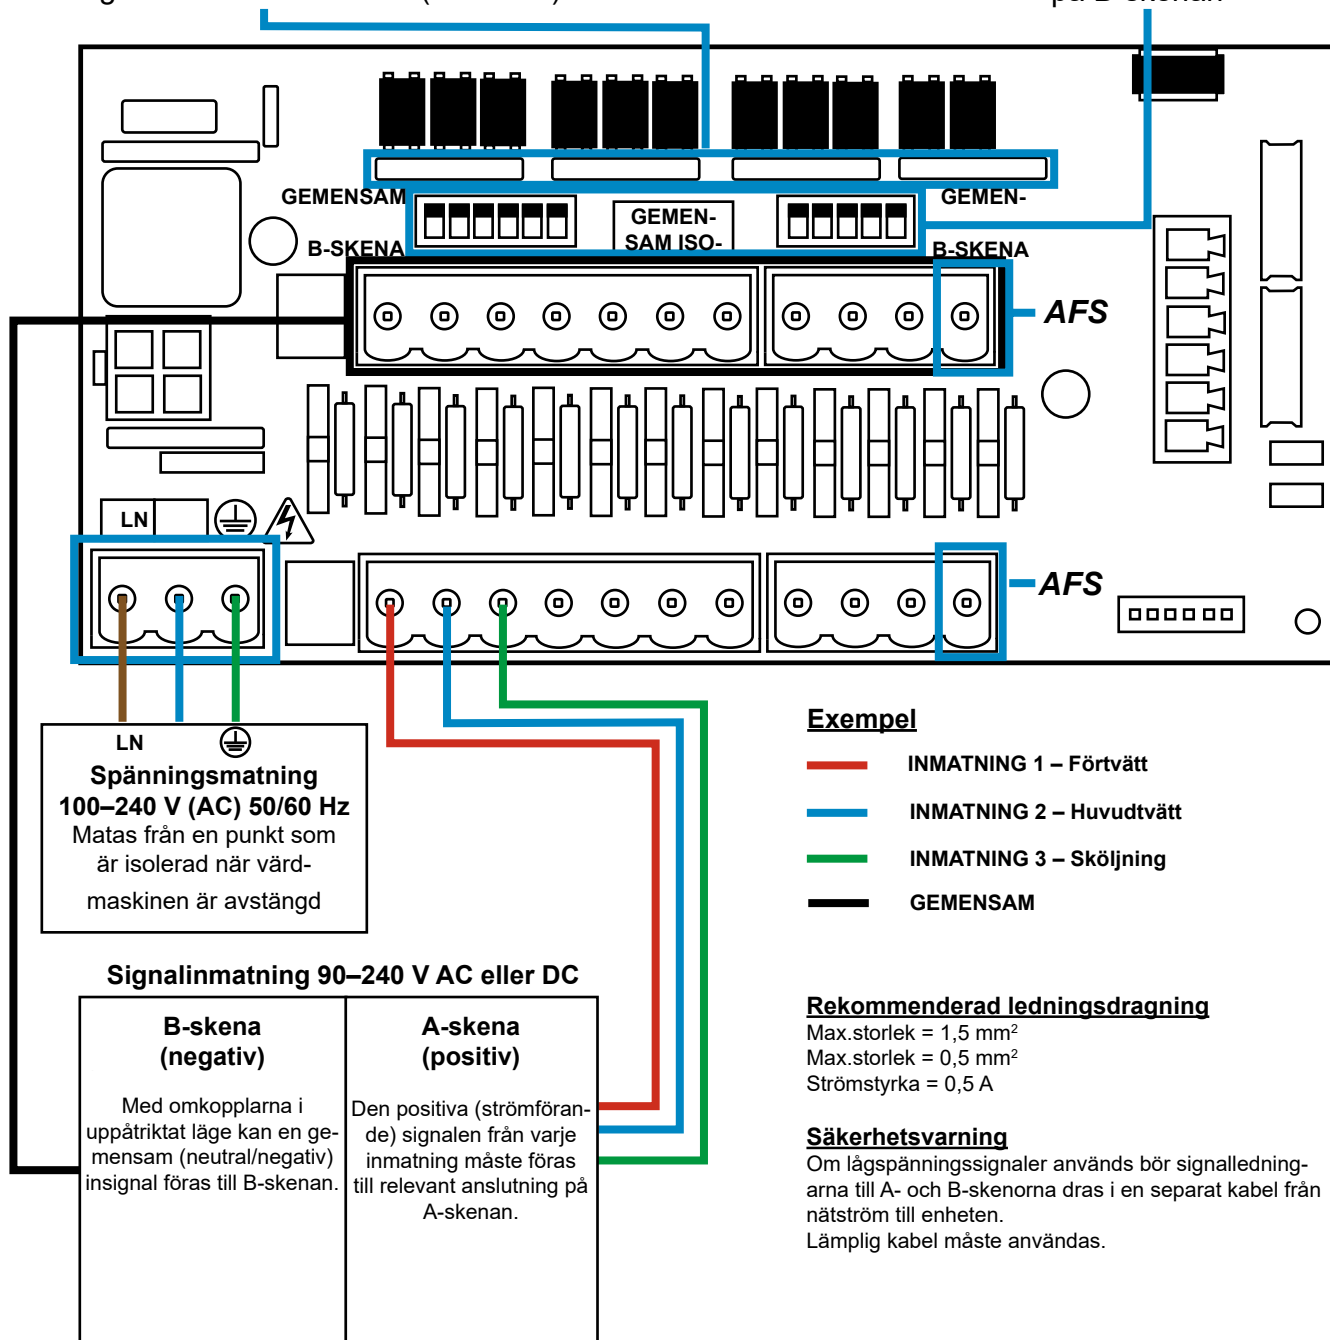 på B-skenan
GEMENSAM
GEMEN-
GEMEN-
SAM ISO-
B-SKENA
B-SKENA
AFS
LN
AFS
LN
Spänningsmatning
100–240 V (AC) 50/60 Hz
Matas från en punkt som
är isolerad när värd-
maskinen är avstängd
Exempel
INMATNING 1 – Förtvätt
INMATNING 2 – Huvudtvätt
INMATNING 3 – Sköljning
GEMENSAM
Signalinmatning 90–240 V AC eller DC
B-skena
(negativ)
Med omkopplarna i
uppåtriktat läge kan en ge-
mensam (neutral/negativ)
insignal föras till B-skenan.
A-skena
(positiv)
Den positiva (strömföran-
de) signalen från varje
inmatning måste föras
till relevant anslutning på
A-skenan.
Rekommenderad ledningsdragning
Max.storlek = 1,5 mm²
Max.storlek = 0,5 mm²
Strömstyrka = 0,5 A
Säkerhetsvarning
Om lågspänningssignaler används bör signalledning-
arna till A- och B-skenorna dras i en separat kabel från
nätström till enheten.
Lämplig kabel måste användas.